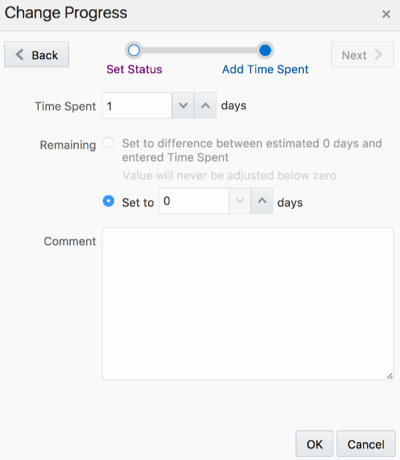 Change Progress ×
Back Next
Set Status Add Time Spent
Time Spent 1 days
Remaining Set to difference between estimated 0 days and
entered Time Spent
Value will never be adjusted below zero
Set to 0 days
Comment
OK Cancel